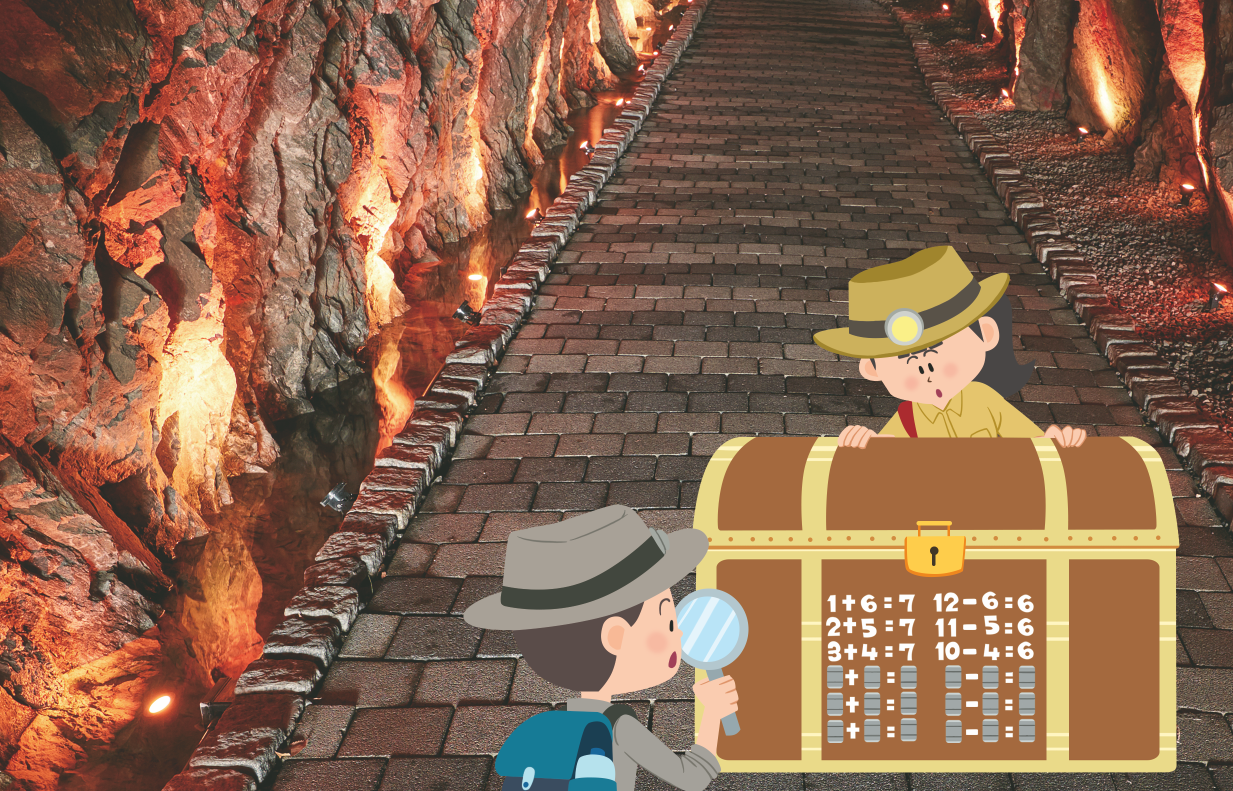 1+6=7 12-6=6
2+5=7 11-5=6
3+4=7 10-4=6
+ = - =
+ = - =
+ = - =